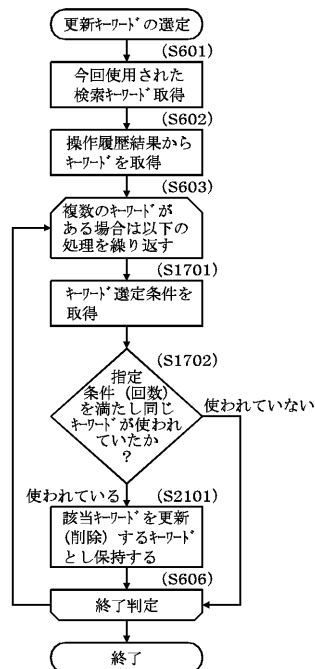 更新キーワードの選定
(S601)
今回使用された
検索キーワード取得
(S602)
操作履歴結果から
キーワードを取得
(S603)
複数のキーワードが
ある場合は以下の
処理を繰り返す
(S1701)
キーワード選定条件を
取得
(S1702)
指定
条件（回数）
を満たし同じ
キーワードが使われ
ていたか
？
使われていない
使われている
(S2101)
該当キーワードを更新
（削除）するキーワード
とし保持する
(S606)
終了判定
終了